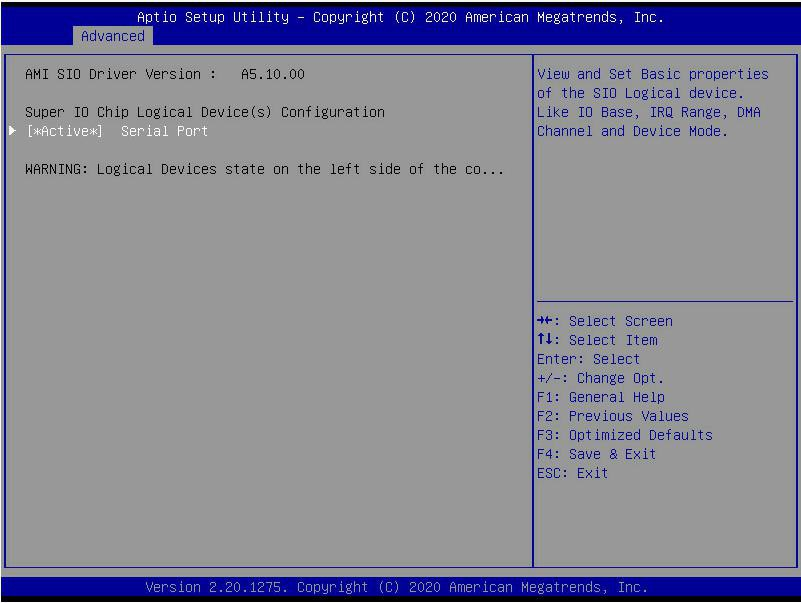 Aptio Setup Utility – Copyright (C) 2020 American Megatrends, Inc.
Advanced
AMI SIO Driver Version :   A5.10.00
Super IO Chip Logical Device(s) Configuration
[*Active*]  Serial Port
WARNING: Logical Devices state on the left side of the co...
View and Set Basic properties
of the SIO Logical device.
Like IO Base, IRQ Range, DMA
Channel and Device Mode.
→←: Select Screen
↑↓: Select Item
Enter: Select
+/-: Change Opt.
F1: General Help
F2: Previous Values
F3: Optimized Defaults
F4: Save & Exit
ESC: Exit
Version 2.20.1275. Copyright (C) 2020 American Megatrends, Inc.